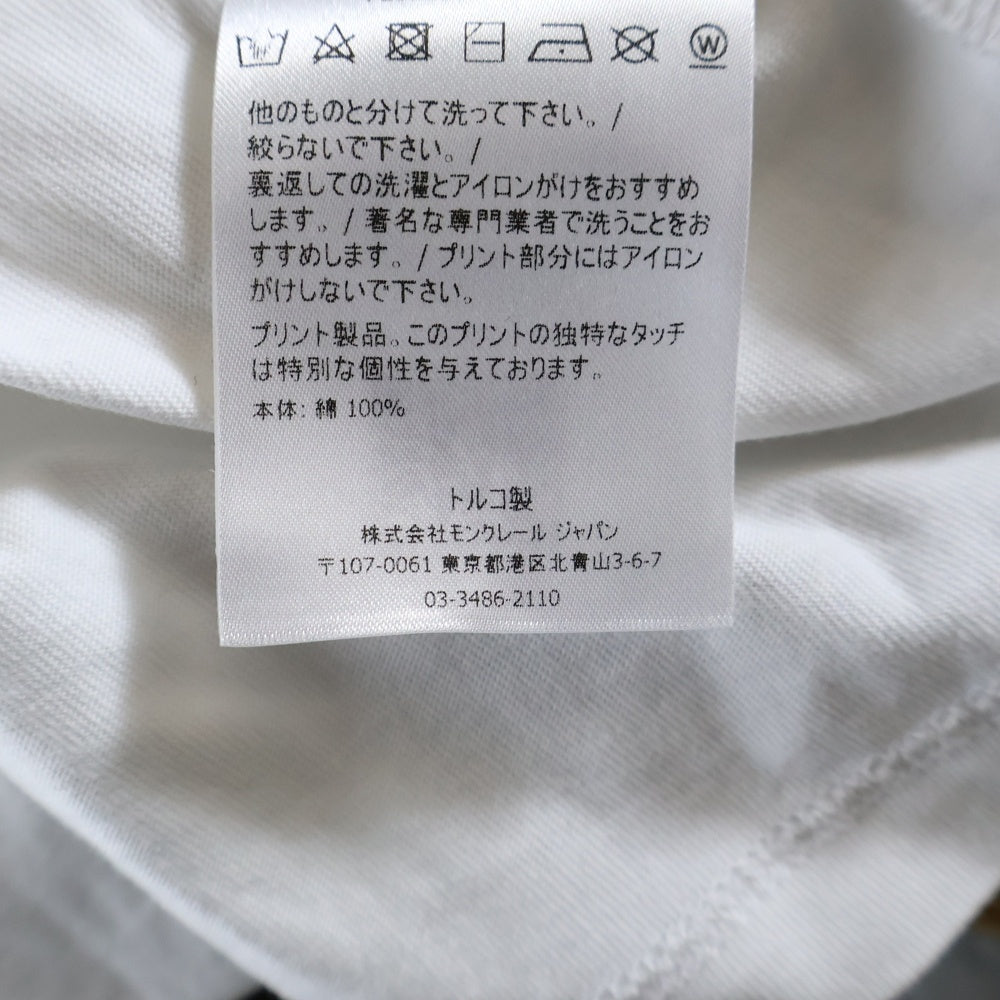 W
他のものと分けて洗って下さい。/
絞らないで下さい。/
裏返しての洗濯とアイロンがけをおすすめ
します。/ 著名な専門業者で洗うことをお
すすめします。/ プリント部分にはアイロン
がけしないで下さい。
プリント製品。このプリントの独特なタッチ
は特別な個性を与えております。
本体: 綿 100%
トルコ製
株式会社モンクレール ジャパン
〒107-0061 東京都港区北青山3-6-7
03-3486-2110